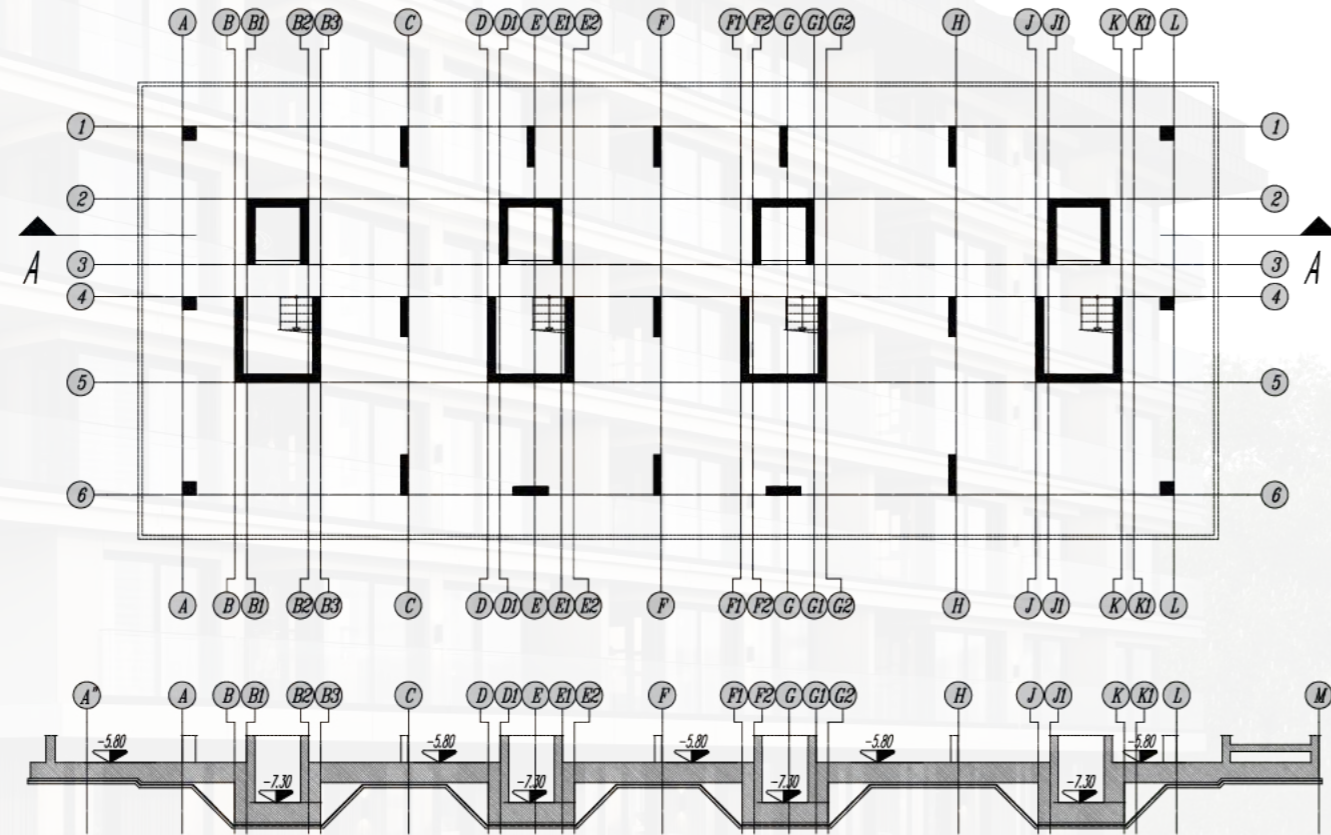 A B B1 B2 B3 C D D1 E E1 E2 F F1 F2 G G1 G2 H J J1 K K1 L
1 1
2 2
A A
3 3
4 4
5 5
6 6
A B B1 B2 B3 C D D1 E E1 E2 F F1 F2 G G1 G2 H J J1 K K1 L
A" A B B1 B2 B3 C D D1 E E1 E2 F F1 F2 G G1 G2 H J J1 K K1 L M
-5.80 -5.80 -5.80 -5.80 -5.80
-7.30 -7.30 -7.30 -7.30